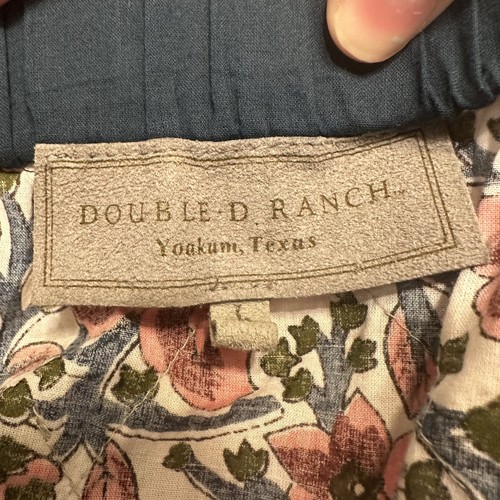 DOUBLE·D RANCH
Yoakum, Texas